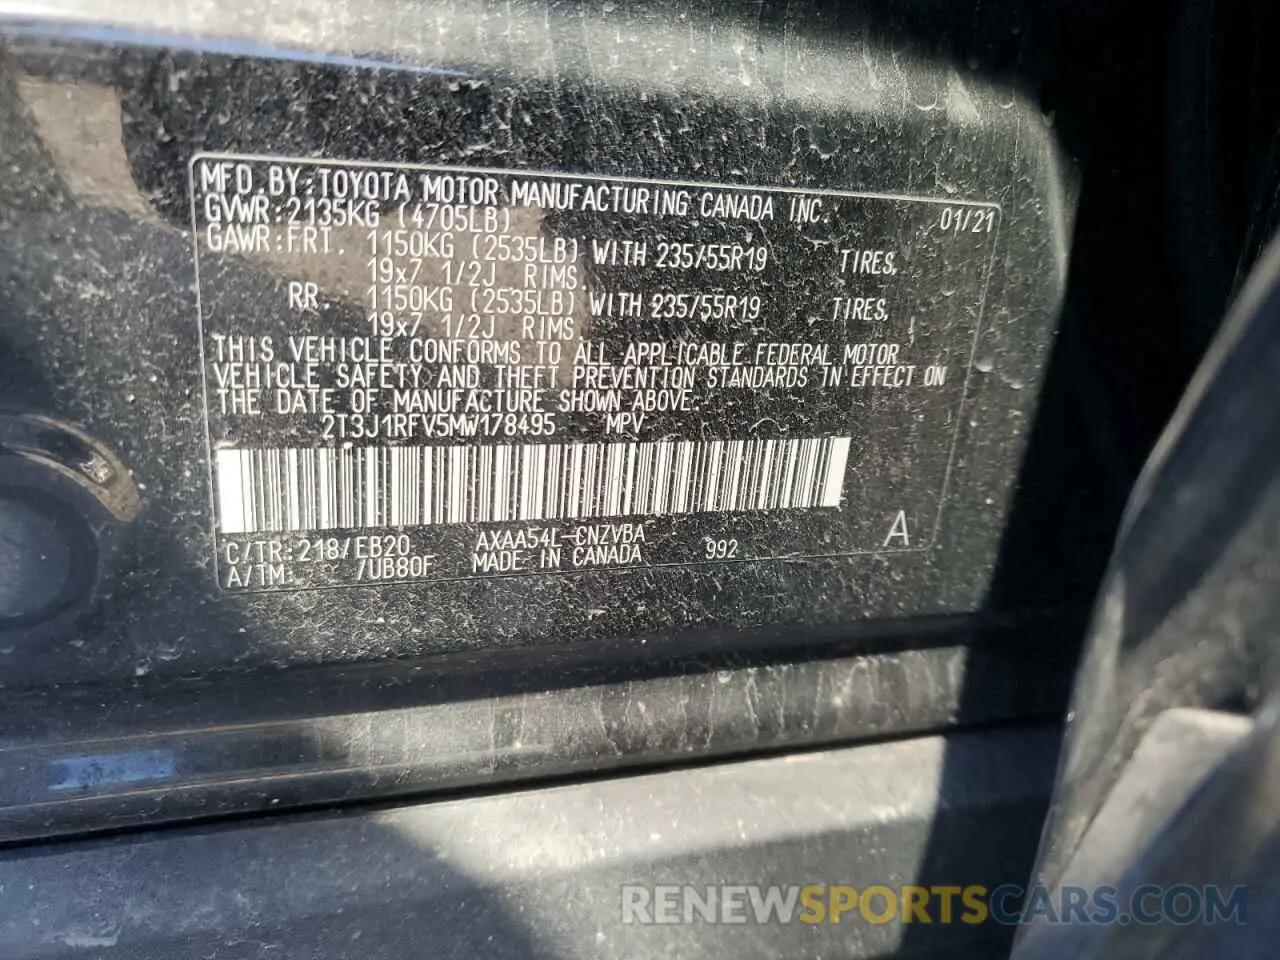 MFD.BY:TOYOTA MOTOR MANUFACTURING CANADA INC. 01/21
GVWR:2135KG (4705LB)
GAWR:FRT. 1150KG (2535LB) WITH 235/55R19 TIRES,
19x7 1/2J RIMS.
RR. 1150KG (2535LB) WITH 235/55R19 TIRES,
19x7 1/2J RIMS
THIS VEHICLE CONFORMS TO ALL APPLICABLE FEDERAL MOTOR
VEHICLE SAFETY AND THEFT PREVENTION STANDARDS IN EFFECT ON
THE DATE OF MANUFACTURE SHOWN ABOVE.
2T3J1RFV5MW178495 MPV
C/TR:218/EB20 AXAA54L-CNZVBA A
A/TM: /UB80F MADE IN CANADA 992
RENEWSPORTSCARS.COM